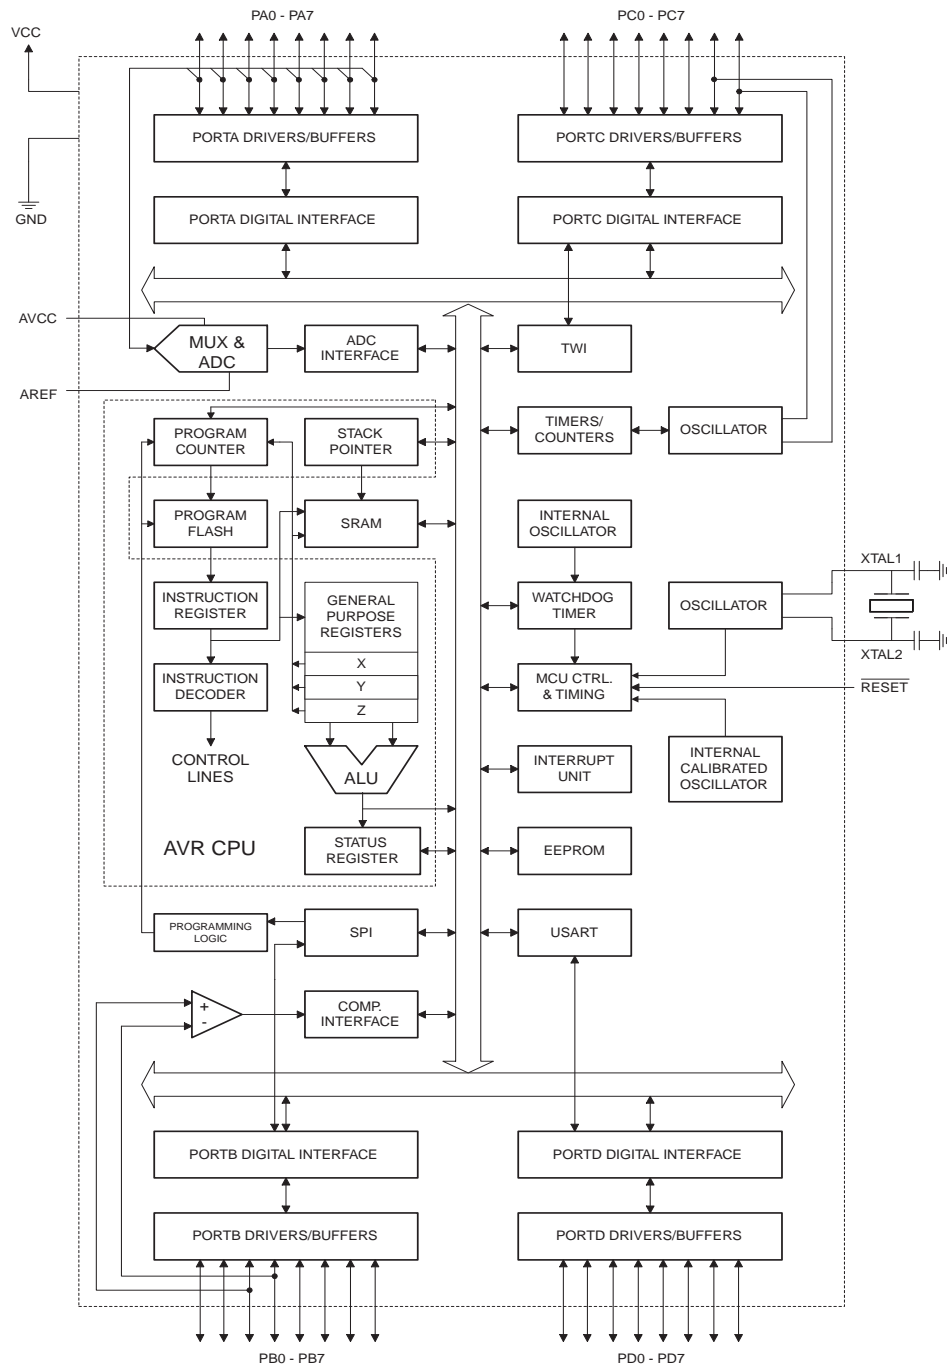 PA0 - PA7
PC0 - PC7
VCC
PORTA DRIVERS/BUFFERS
PORTC DRIVERS/BUFFERS
GND
PORTA DIGITAL INTERFACE
PORTC DIGITAL INTERFACE
AVCC
MUX &
ADC
ADC
INTERFACE
TWI
AREF
PROGRAM
COUNTER
STACK
POINTER
TIMERS/
COUNTERS
OSCILLATOR
PROGRAM
FLASH
SRAM
INTERNAL
OSCILLATOR
XTAL1
INSTRUCTION
REGISTER
GENERAL
PURPOSE
REGISTERS
WATCHDOG
TIMER
OSCILLATOR
XTAL2
X
INSTRUCTION
DECODER
Y
Z
MCU CTRL.
& TIMING
RESET
CONTROL
LINES
ALU
INTERRUPT
UNIT
INTERNAL
CALIBRATED
OSCILLATOR
AVR CPU
STATUS
REGISTER
EEPROM
PROGRAMMING
LOGIC
SPI
USART
+
-
COMP.
INTERFACE
PORTB DIGITAL INTERFACE
PORTD DIGITAL INTERFACE
PORTB DRIVERS/BUFFERS
PORTD DRIVERS/BUFFERS
PB0 - PB7
PD0 - PD7